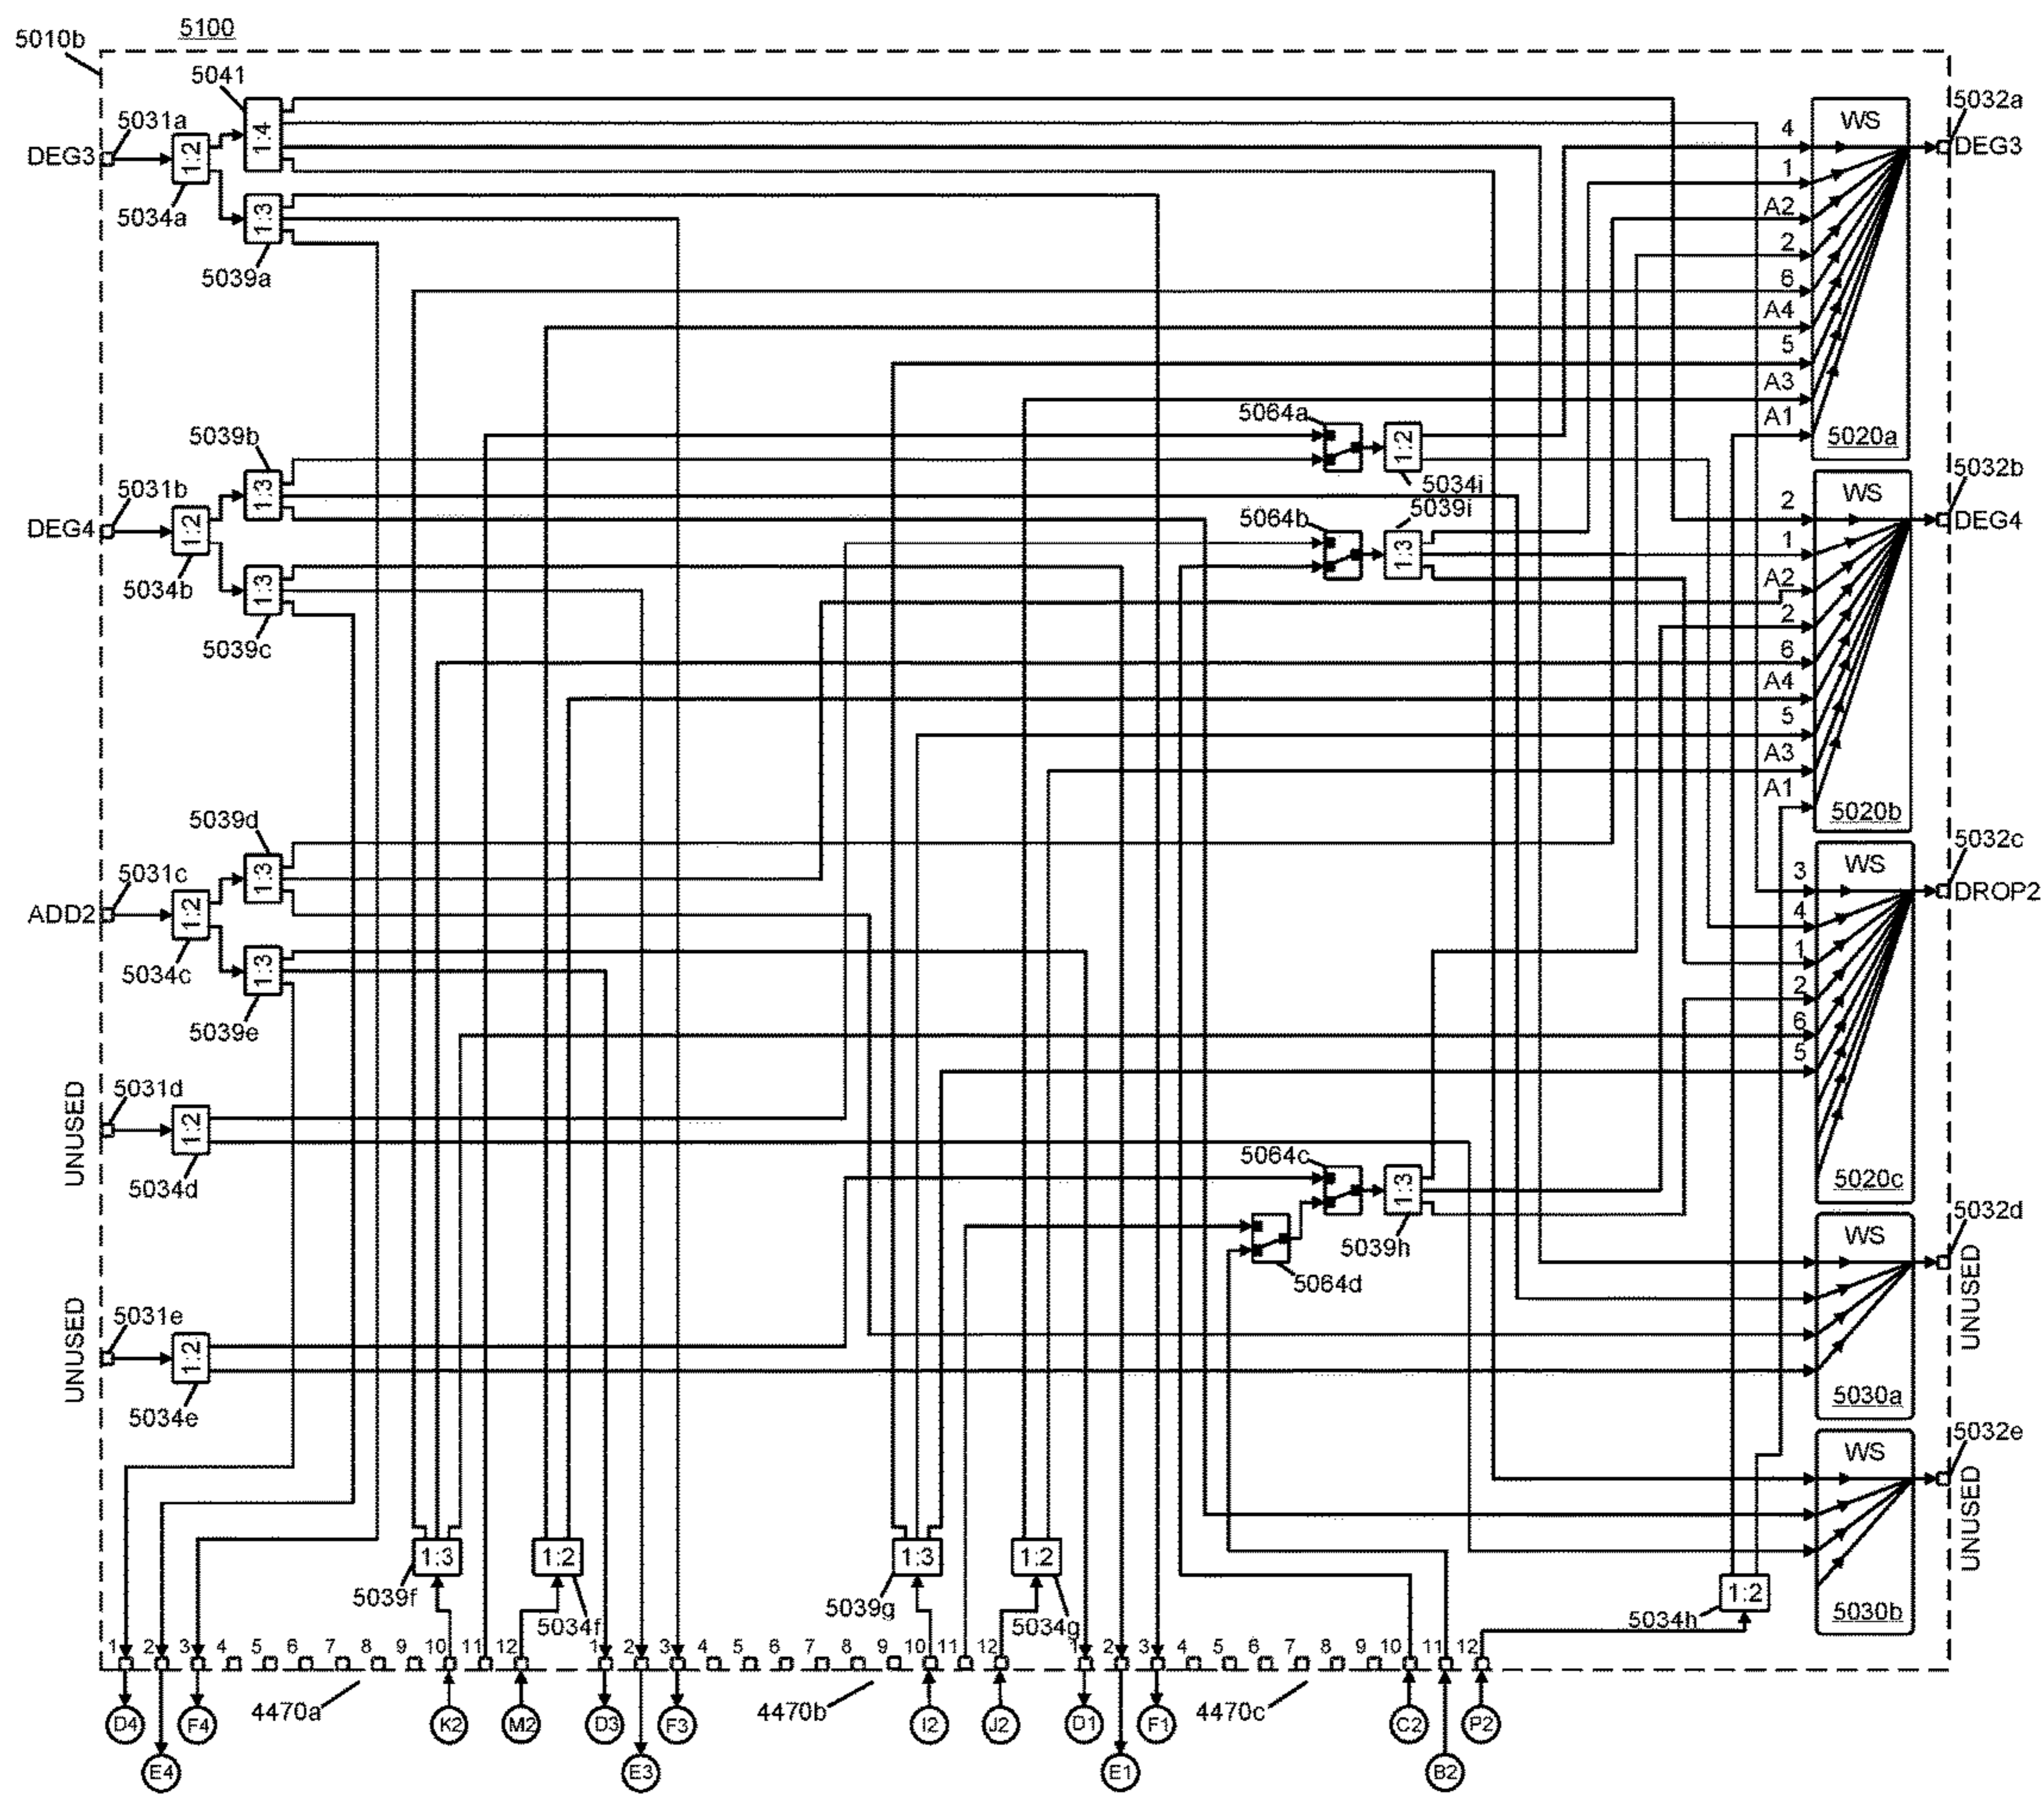 5100
5010b
5041
5032a
5031a
WS
4
1:4
DEG3
1:2
DEG3
1
5034a
1:3
A2
2
5039a
6
A4
5
A3
5064a
A1
5039b
1:2
5020a
5032b
5031b
1:3
5034i
2
WS
DEG4
1:2
5064b
5039i
DEG4
1
1:3
5034b
1:3
A2
2
5039c
6
A4
5
A3
A1
5039d
5020b
5032c
5031c
1:3
3
WS
DROP2
ADD2
1:2
4
5034c
1:3
1
2
5039e
6
5
UNUSED
5031d
1:2
5064c
5034d
1:3
5020c
5032d
WS
5039h
5064d
UNUSED
UNUSED
5031e
1:2
5030a
5034e
5032e
WS
UNUSED
1:3
1:2
1:3
1:2
5039f
5034f
5039g
5034g
5034h
1:2
5030b
1 2 3 4 5 6 7 8 9 10 11 12
1 2 3 4 5 6 7 8 9 10 11 12
1 2 3 4 5 6 7 8 9 10 11 12
4470a
4470b
4470c
D4
F4
K2
M2
D3
F3
I2
J2
D1
F1
C2
P2
E4
E3
E1
B2